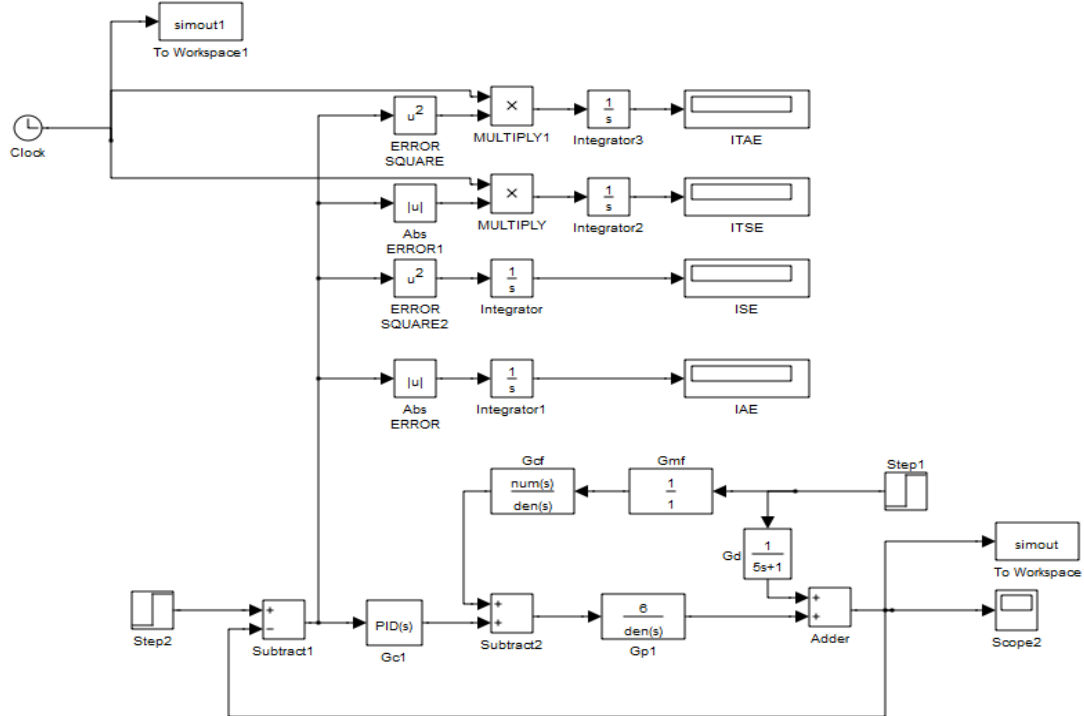 simout1
To Workspace1
Clock
u2
ERROR
SQUARE
×
MULTIPLY1
1
s
Integrator3
ITAE
|u|
Abs
ERROR1
×
MULTIPLY
1
s
Integrator2
ITSE
u2
ERROR
SQUARE2
1
s
Integrator
ISE
|u|
Abs
ERROR
1
s
Integrator1
IAE
Gcf
num(s)
den(s)
Gmf
1
1
Step1
Gd
1
5s+1
simout
To Workspace
Step2
+
−
Subtract1
PID(s)
Gc1
+
+
Subtract2
6
den(s)
Gp1
+
+
Adder
Scope2